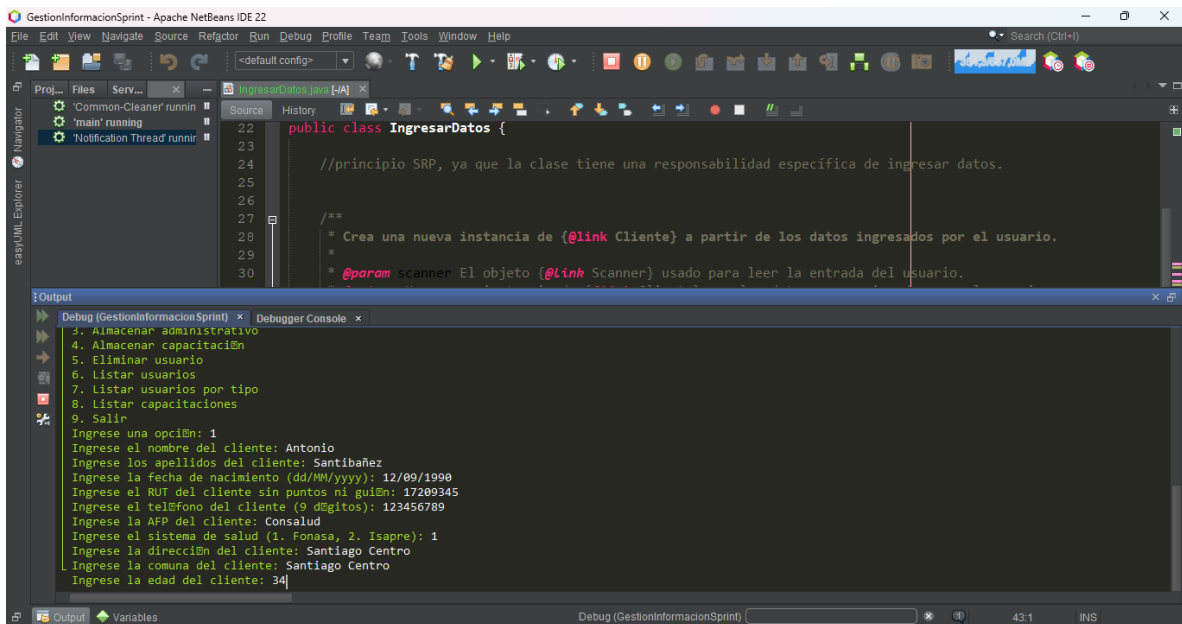 GestionInformacionSprint - Apache NetBeans IDE 22
File Edit View Navigate Source Refactor Run Debug Profile Team Tools Window Help
Search (Ctrl+I)
<default config>
Proj... Files Serv...
IngresarDatos.java [-/A]
'Common-Cleaner' runnin
'main' running
'Notification Thread' runnin
Navigator
easyUML Explorer
Source History
22 public class IngresarDatos {
23
24 //principio SRP, ya que la clase tiene una responsabilidad específica de ingresar datos.
25
26
27 /**
28 * Crea una nueva instancia de {@link Cliente} a partir de los datos ingresados por el usuario.
29 *
30 * @param scanner El objeto {@link Scanner} usado para leer la entrada del usuario.
Output
Debug (GestionInformacionSprint) × Debugger Console ×
3. Almacenar administrativo
4. Almacenar capacitaci⍰n
5. Eliminar usuario
6. Listar usuarios
7. Listar usuarios por tipo
8. Listar capacitaciones
9. Salir
Ingrese una opci⍰n: 1
Ingrese el nombre del cliente: Antonio
Ingrese los apellidos del cliente: Santibañez
Ingrese la fecha de nacimiento (dd/MM/yyyy): 12/09/1990
Ingrese el RUT del cliente sin puntos ni gui⍰n: 17209345
Ingrese el tel⍰fono del cliente (9 d⍰gitos): 123456789
Ingrese la AFP del cliente: Consalud
Ingrese el sistema de salud (1. Fonasa, 2. Isapre): 1
Ingrese la direcci⍰n del cliente: Santiago Centro
Ingrese la comuna del cliente: Santiago Centro
Ingrese la edad del cliente: 34
Output Variables
Debug (GestionInformacionSprint)
1
43:1
INS